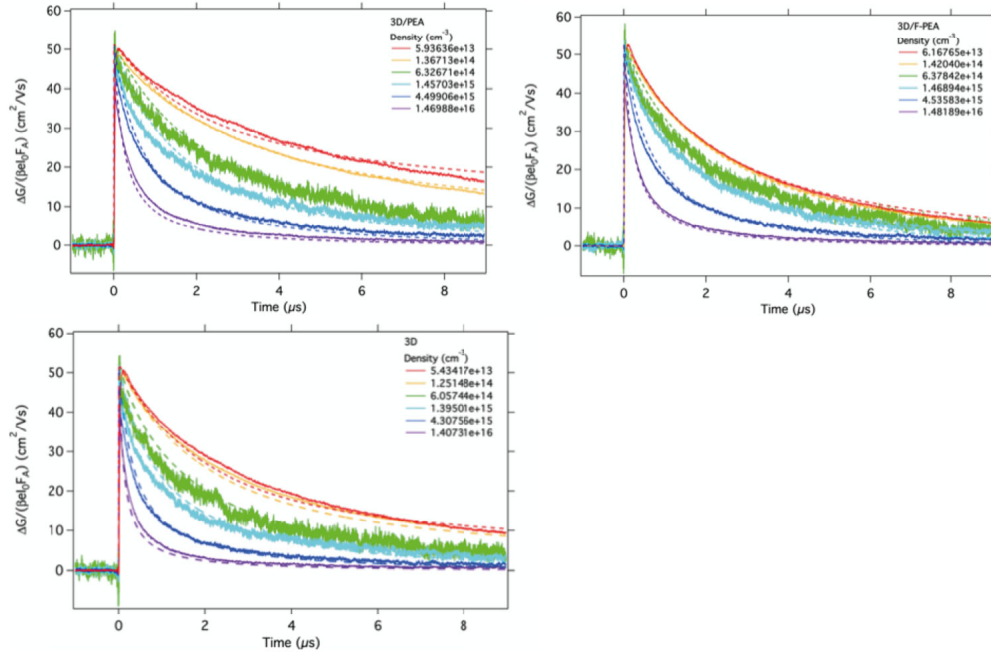 3D/PEA
Density (cm⁻³)
5.93636e+13
1.36713e+14
6.32671e+14
1.45703e+15
4.49906e+15
1.46988e+16
ΔG/(βeI₀F_A) (cm²/Vs)
60
50
40
30
20
10
0
0 2 4 6 8
Time (µs)
3D/F-PEA
Density (cm⁻³)
6.16765e+13
1.42040e+14
6.37842e+14
1.46894e+15
4.53583e+15
1.48189e+16
ΔG/(βeI₀F_A) (cm²/Vs)
60
50
40
30
20
10
0
0 2 4 6 8
Time (µs)
3D
Density (cm⁻³)
5.43417e+13
1.25148e+14
6.05744e+14
1.39501e+15
4.30756e+15
1.40731e+16
ΔG/(βeI₀F_A) (cm²/Vs)
60
50
40
30
20
10
0
0 2 4 6 8
Time (µs)